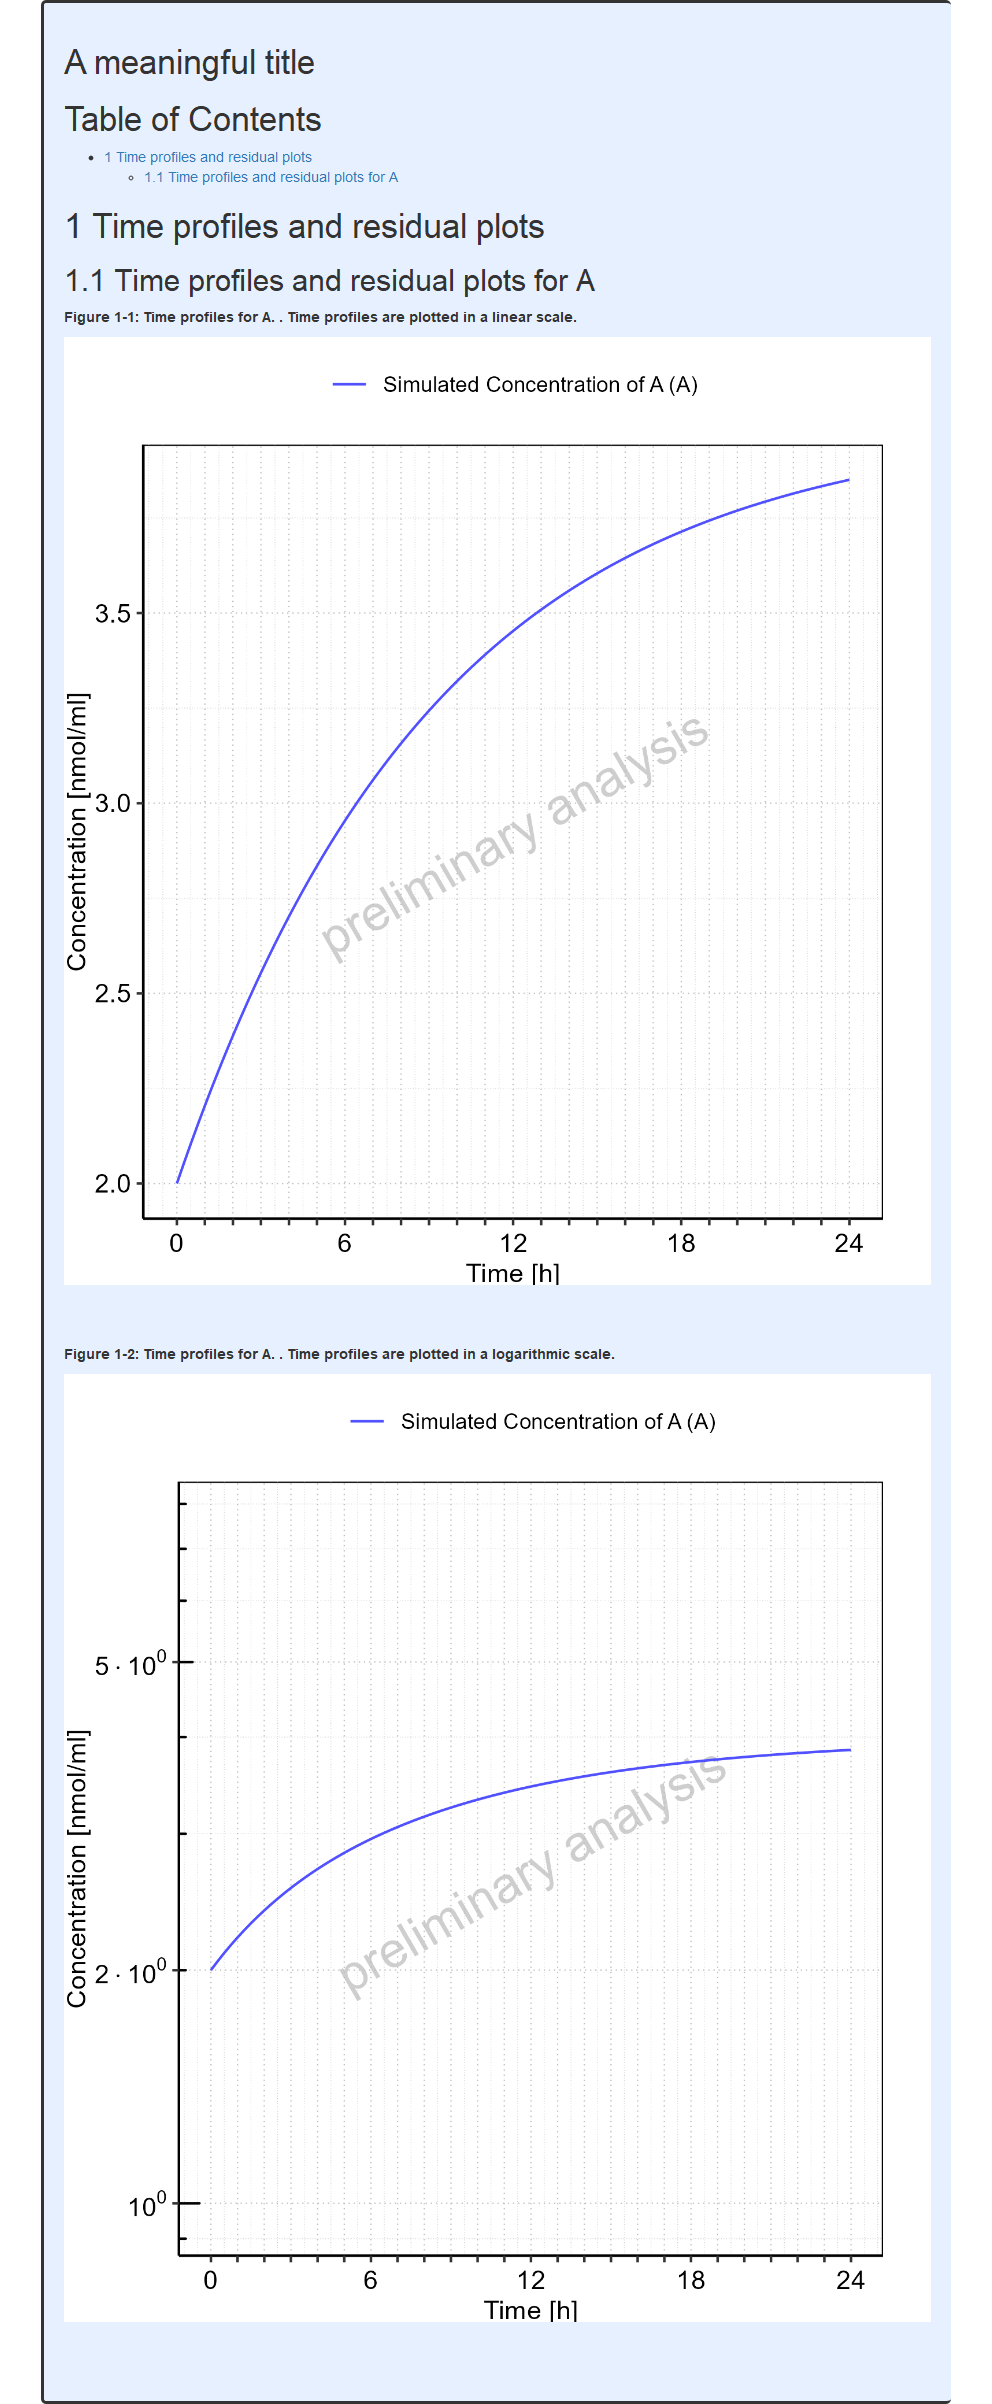 A meaningful title
Table of Contents
1 Time profiles and residual plots
1.1 Time profiles and residual plots for A
1 Time profiles and residual plots
1.1 Time profiles and residual plots for A
Figure 1-1: Time profiles for A. . Time profiles are plotted in a linear scale.
Simulated Concentration of A (A)
3.5
3.0
2.5
2.0
Concentration [nmol/ml]
preliminary analysis
0 6 12 18 24
Time [h]
Figure 1-2: Time profiles for A. . Time profiles are plotted in a logarithmic scale.
Simulated Concentration of A (A)
5 · 10⁰
2 · 10⁰
10⁰
Concentration [nmol/ml]
preliminary analysis
0 6 12 18 24
Time [h]